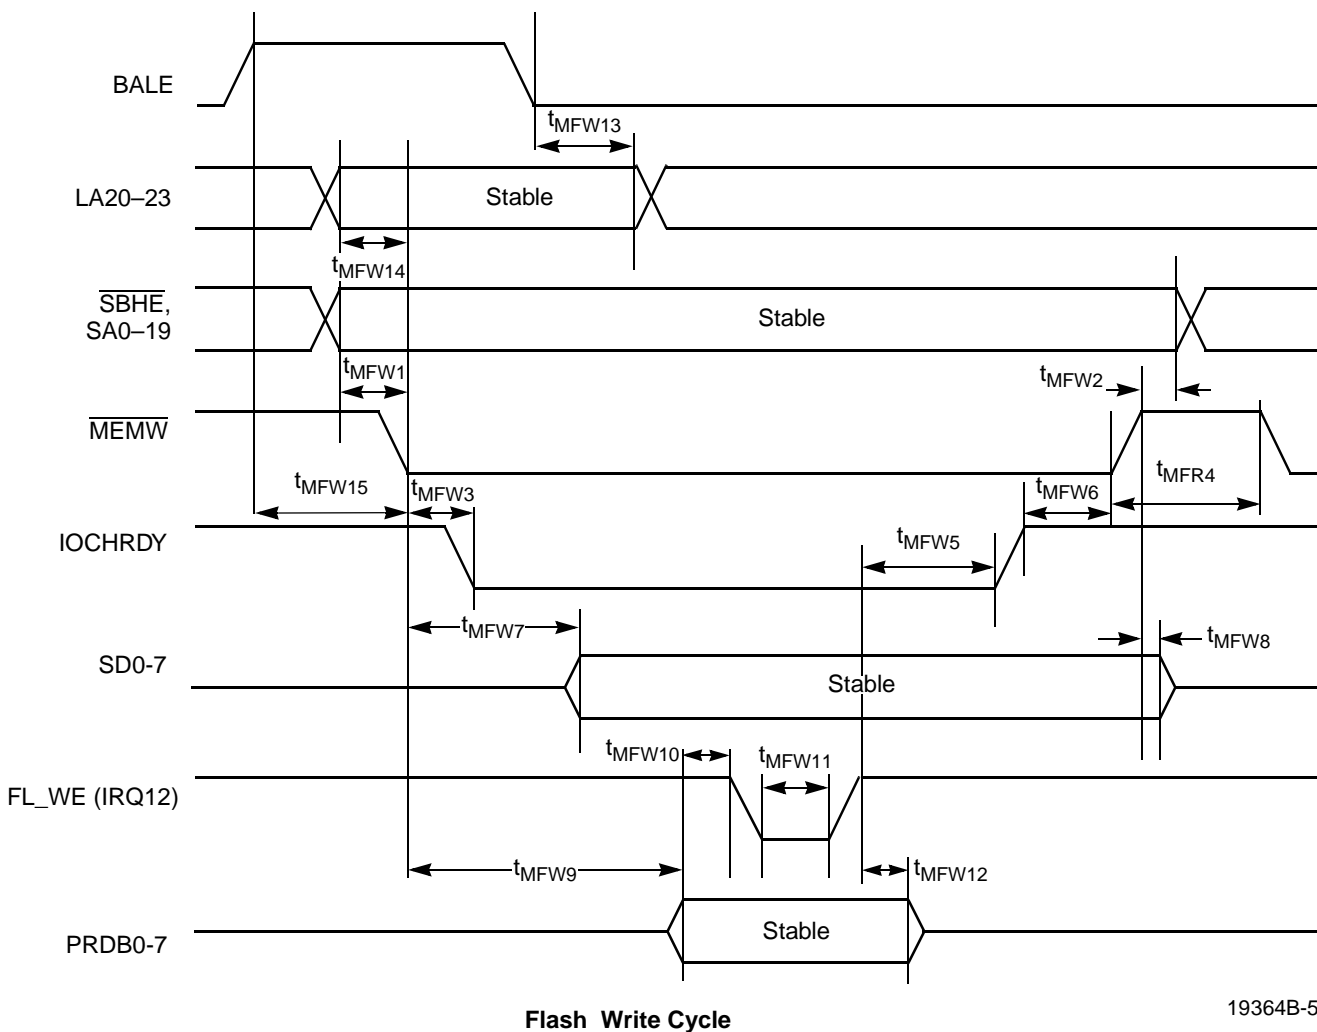 BALE
tMFW13
LA20–23
Stable
tMFW14
SBHE,
SA0–19
Stable
tMFW1
tMFW2
MEMW
tMFW15
tMFW3
tMFW6
tMFR4
IOCHRDY
tMFW5
tMFW7
tMFW8
SD0-7
Stable
tMFW10
tMFW11
FL_WE (IRQ12)
tMFW9
tMFW12
PRDB0-7
Stable
19364B-5
Flash Write Cycle